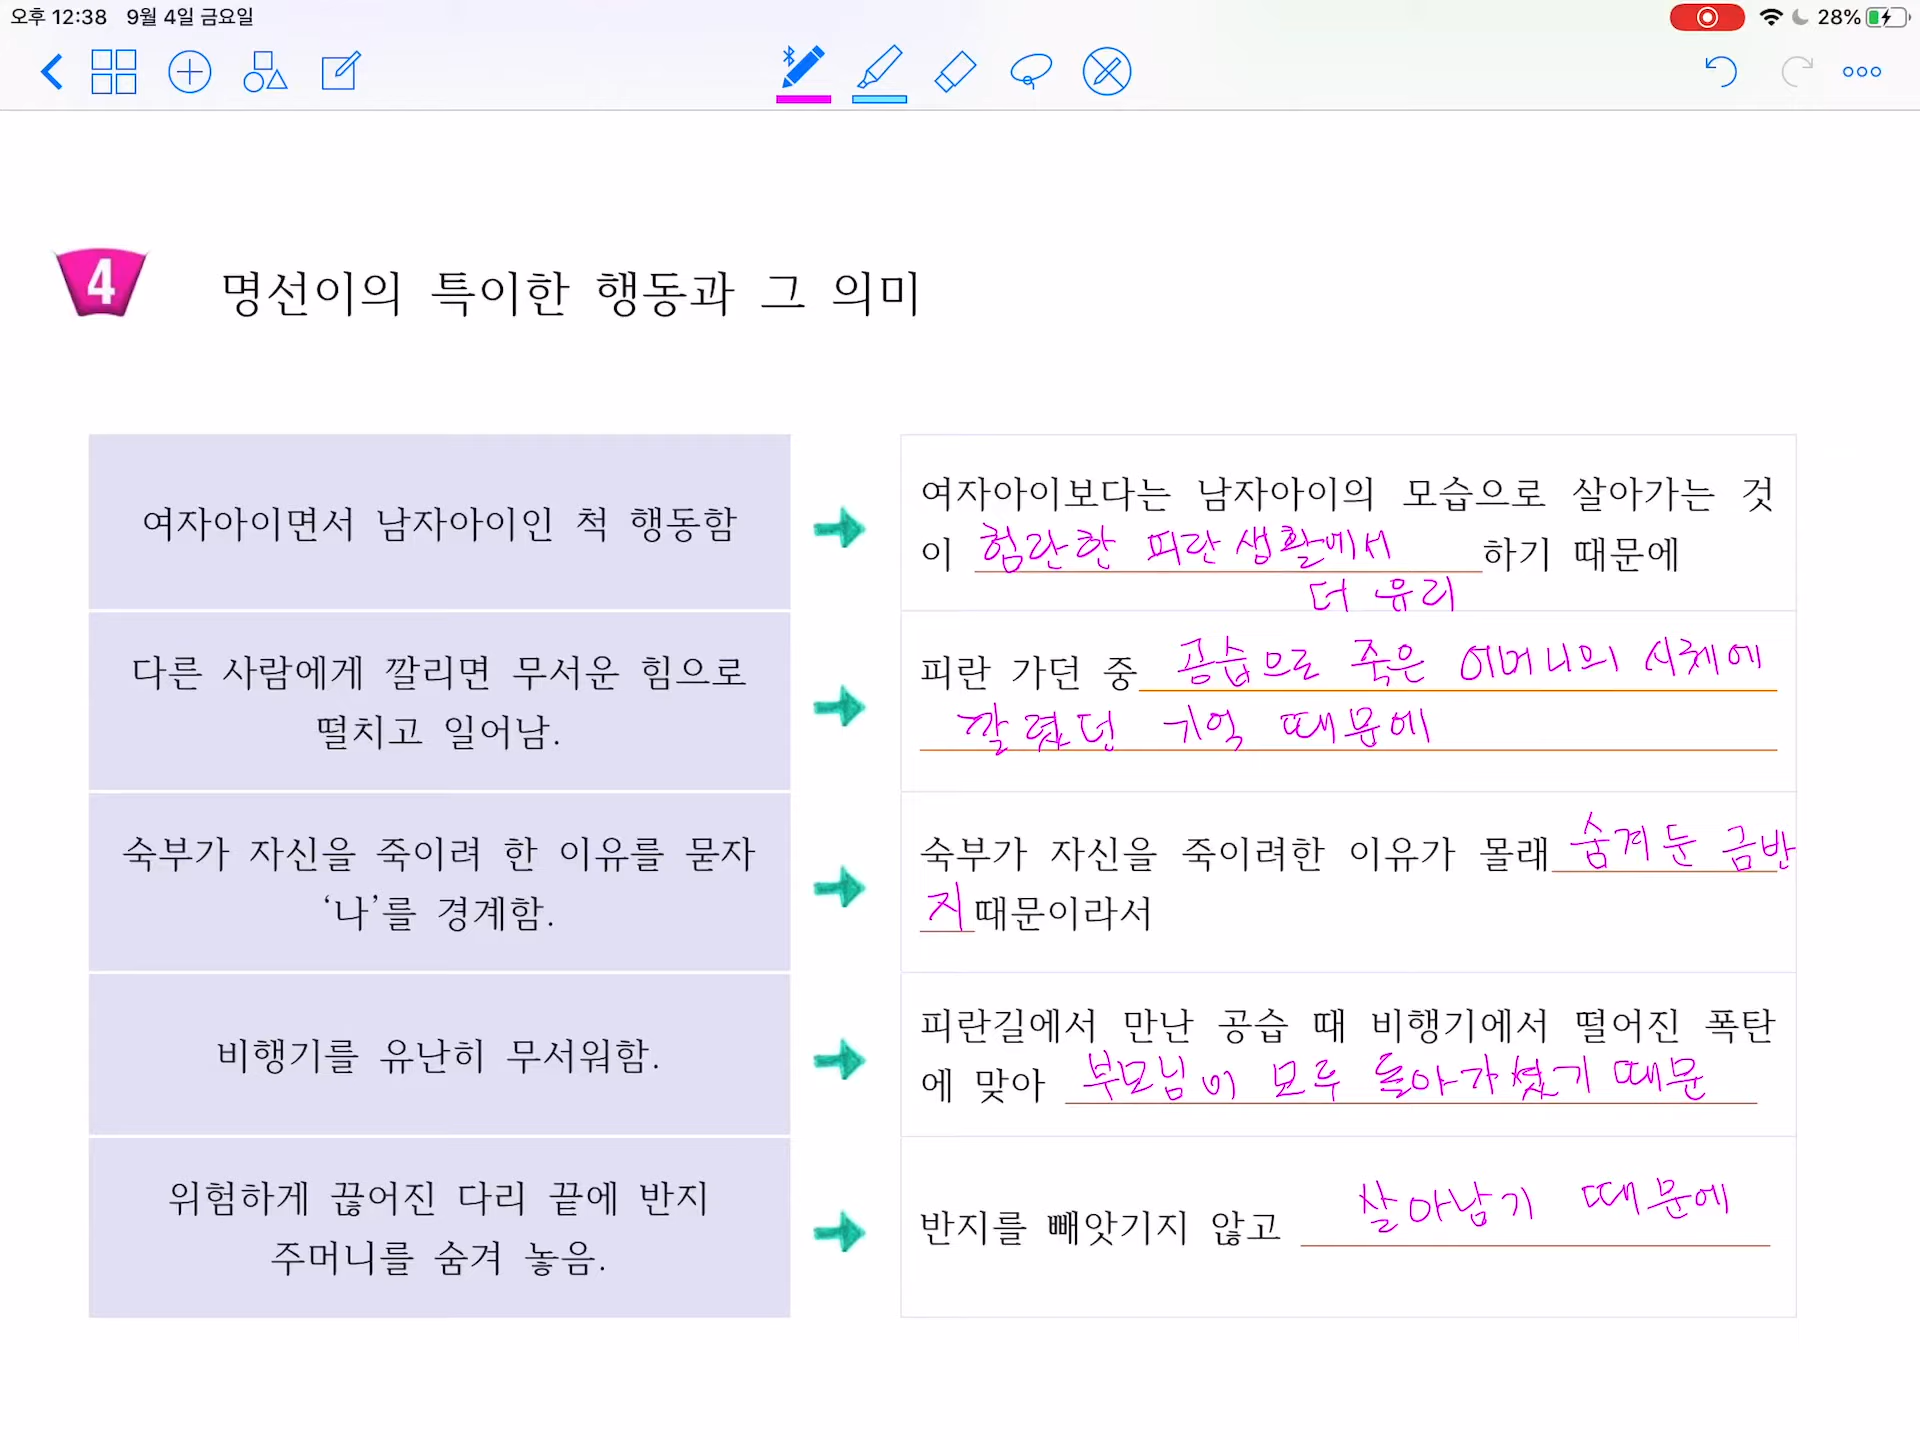 오후 12:38 9월 4일 금요일
28%
4
명선이의 특이한 행동과 그 의미
여자아이면서 남자아이인 척 행동함
여자아이보다는 남자아이의 모습으로 살아가는 것
이 험란한 피란생활에서 하기 때문에
더 유리
다른 사람에게 깔리면 무서운 힘으로
떨치고 일어남.
피란 가던 중 공습으로 죽은 어머니의 시체에
깔렸던 기억 때문에
숙부가 자신을 죽이려 한 이유를 묻자
‘나’를 경계함.
숙부가 자신을 죽이려한 이유가 몰래 숨겨둔 금반
지 때문이라서
비행기를 유난히 무서워함.
피란길에서 만난 공습 때 비행기에서 떨어진 폭탄
에 맞아 부모님이 모두 돌아가셨기 때문
위험하게 끊어진 다리 끝에 반지
주머니를 숨겨 놓음.
반지를 빼앗기지 않고 살아남기 때문에